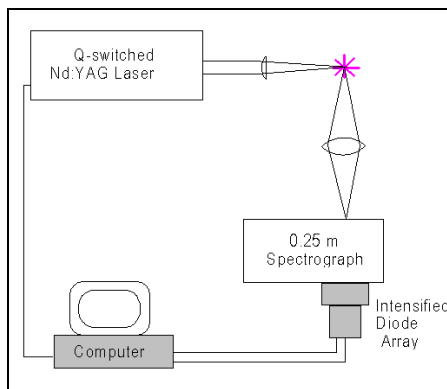 Q-switched
Nd:YAG Laser
0.25 m
Spectrograph
Intensified
Diode
Array
Computer